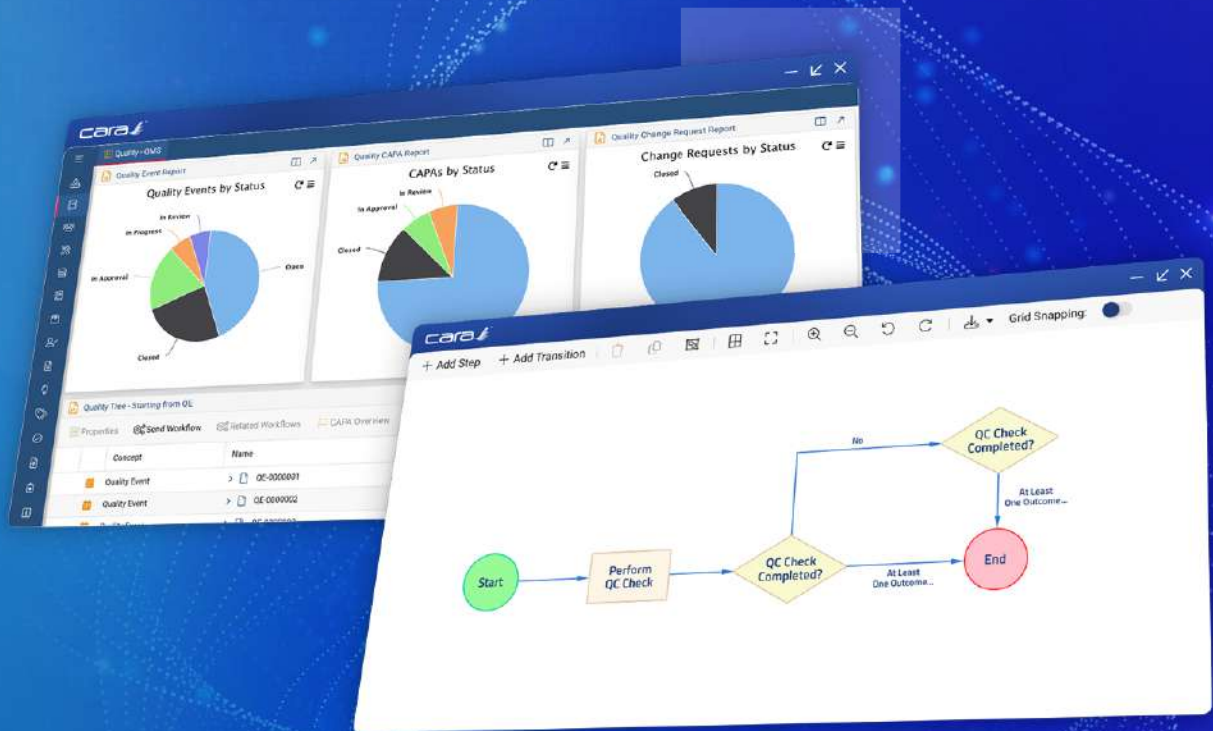 cara
Quality - QMS
Quality Event Report
Quality Events by Status
In Review
In Progress
In Approval
Open
Closed
Quality CAPA Report
CAPAs by Status
In Review
In Approval
Closed
Quality Change Request Report
Change Requests by Status
Closed
Quality Tree - Starting from QE
Properties
Send Workflow
Related Workflows
CAPA Overview
Concept
Name
Quality Event
QE-0000001
Quality Event
QE-0000002
cara
+ Add Step
+ Add Transition
Grid Snapping:
Start
Perform
QC Check
QC Check
Completed?
No
QC Check
Completed?
At Least
One Outcome...
At Least
One Outcome...
End